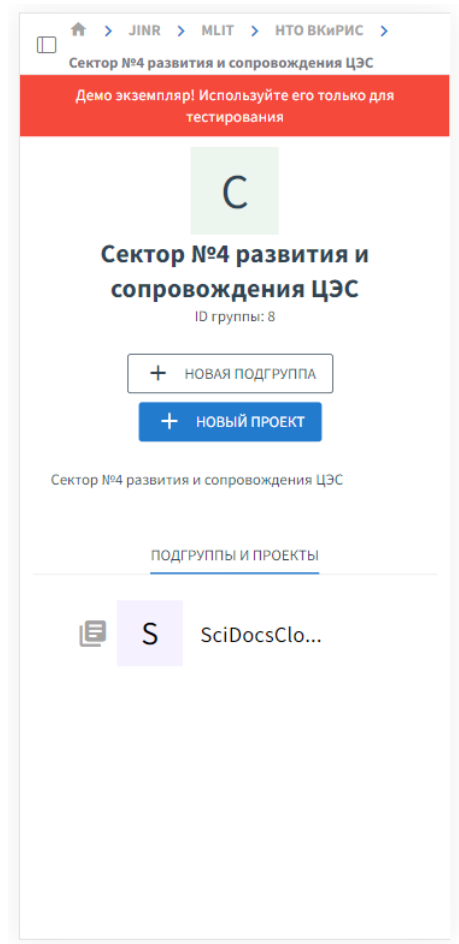 JINR > MLIT > НТО ВКиРИС >
Сектор №4 развития и сопровождения ЦЭС
Демо экземпляр! Используйте его только для
тестирования
С
Сектор №4 развития и
сопровождения ЦЭС
ID группы: 8
+ НОВАЯ ПОДГРУППА
+ НОВЫЙ ПРОЕКТ
Сектор №4 развития и сопровождения ЦЭС
ПОДГРУППЫ И ПРОЕКТЫ
S SciDocsClo...